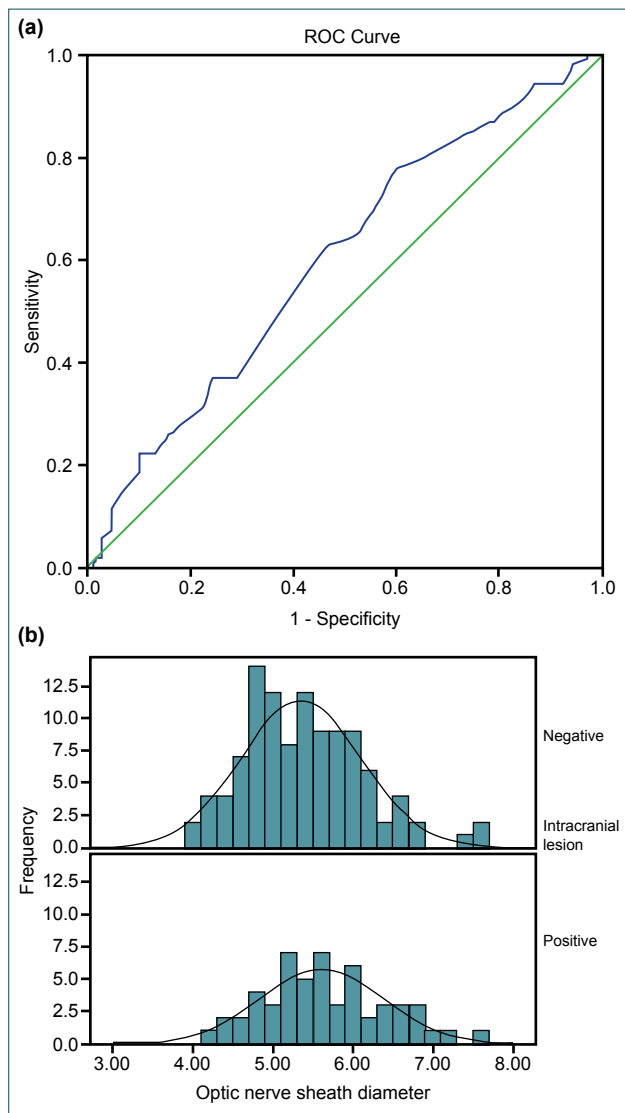 (a)
ROC Curve
1.0
0.8
0.6
0.4
0.2
0.0
Sensitivity
0.0 0.2 0.4 0.6 0.8 1.0
1 - Specificity
(b)
12.5
10.0
7.5
5.0
2.5
0.0
Negative
Intracranial
lesion
Frequency
12.5
10.0
7.5
5.0
2.5
0.0
Positive
3.00 4.00 5.00 6.00 7.00 8.00
Optic nerve sheath diameter